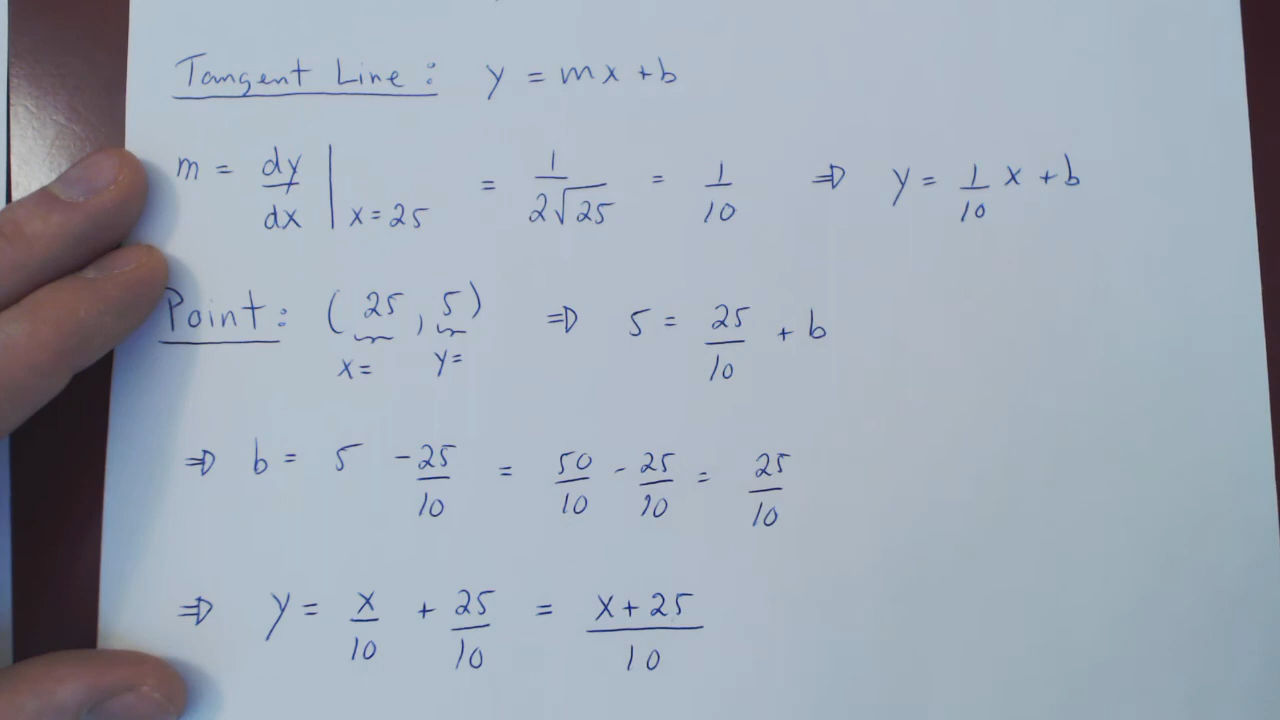 Tangent Line: y = mx + b
m = dy/dx | x=25 = 1/(2√25) = 1/10 ⇒ y = 1/10 x + b
Point: (25, 5) ⇒ 5 = 25/10 + b
x= y=
⇒ b = 5 - 25/10 = 50/10 - 25/10 = 25/10
⇒ y = x/10 + 25/10 = (x+25)/10